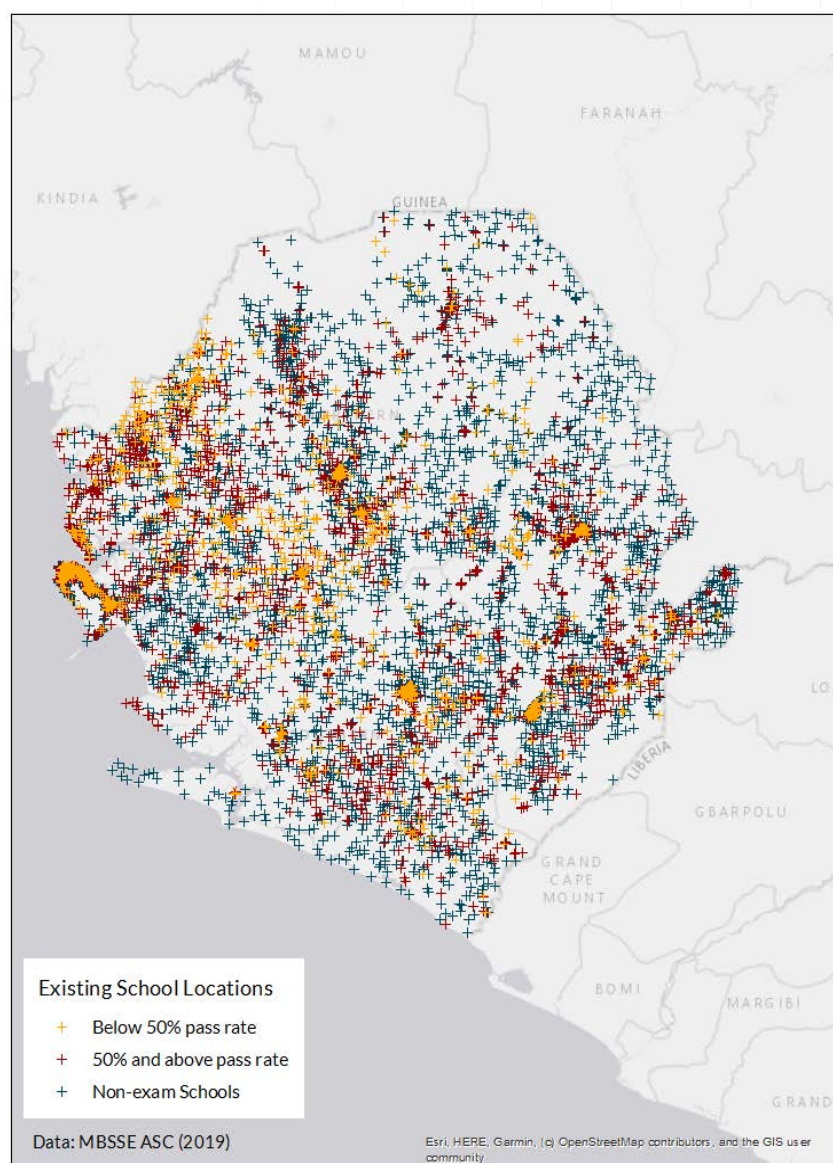 MAMOU
FARANAH
KINDIA
GUINEA
LIBERIA
GBARPOLU
GRAND
CAPE
MOUNT
BOMI
MARGIBI
GRAND
Existing School Locations
Below 50% pass rate
50% and above pass rate
Non-exam Schools
Data: MBSSE ASC (2019)
Esri, HERE, Garmin, (c) OpenStreetMap contributors, and the GIS user
community